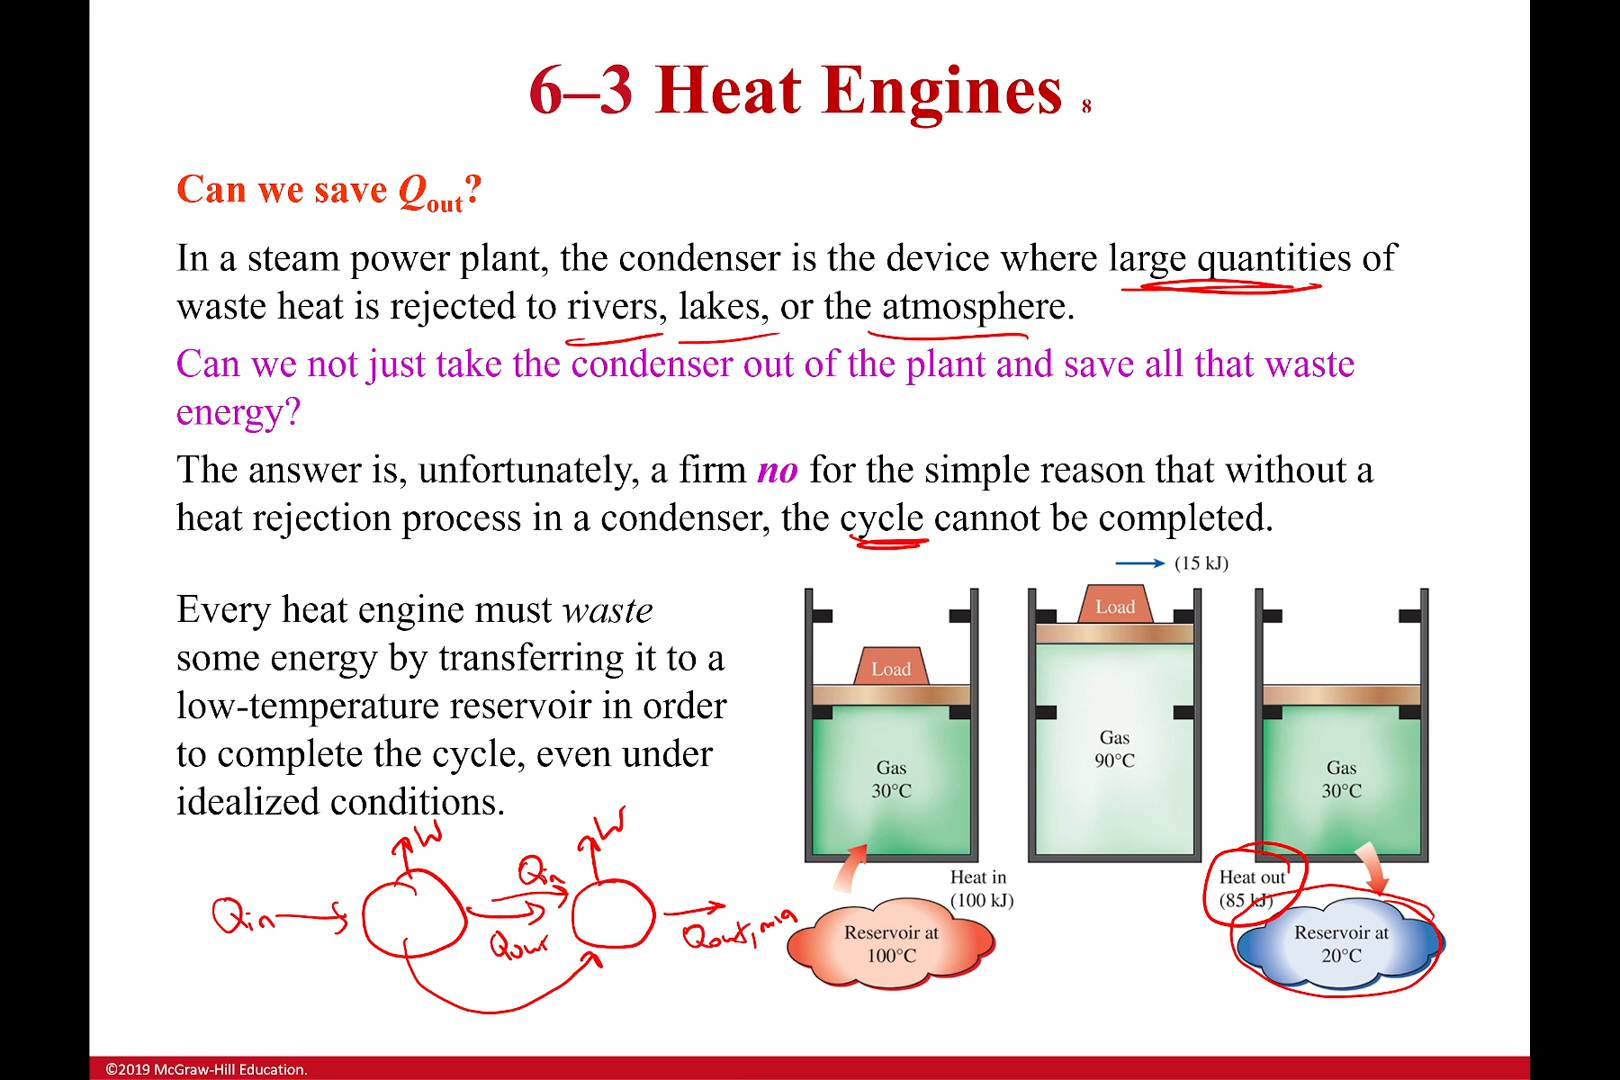 6–3 Heat Engines 8
Can we save Qout?
In a steam power plant, the condenser is the device where large quantities of
waste heat is rejected to rivers, lakes, or the atmosphere.
Can we not just take the condenser out of the plant and save all that waste
energy?
The answer is, unfortunately, a firm no for the simple reason that without a
heat rejection process in a condenser, the cycle cannot be completed.
Every heat engine must waste
some energy by transferring it to a
low-temperature reservoir in order
to complete the cycle, even under
idealized conditions.
W
W
Qin
Qin
Qout
Qout, min
(15 kJ)
Load
Load
Gas
30°C
Gas
90°C
Gas
30°C
Heat in
(100 kJ)
Heat out
(85 kJ)
Reservoir at
100°C
Reservoir at
20°C
©2019 McGraw-Hill Education.